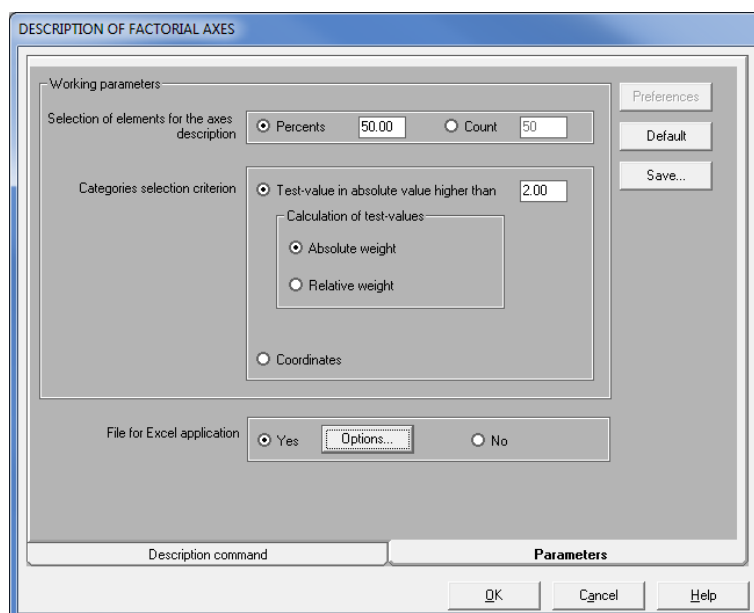 DESCRIPTION OF FACTORIAL AXES
Working parameters
Preferences
Selection of elements for the axes
description
Percents 50.00 Count 50
Default
Save...
Categories selection criterion
Test-value in absolute value higher than 2.00
Calculation of test-values
Absolute weight
Relative weight
Coordinates
File for Excel application
Yes Options... No
Description command Parameters
OK Cancel Help